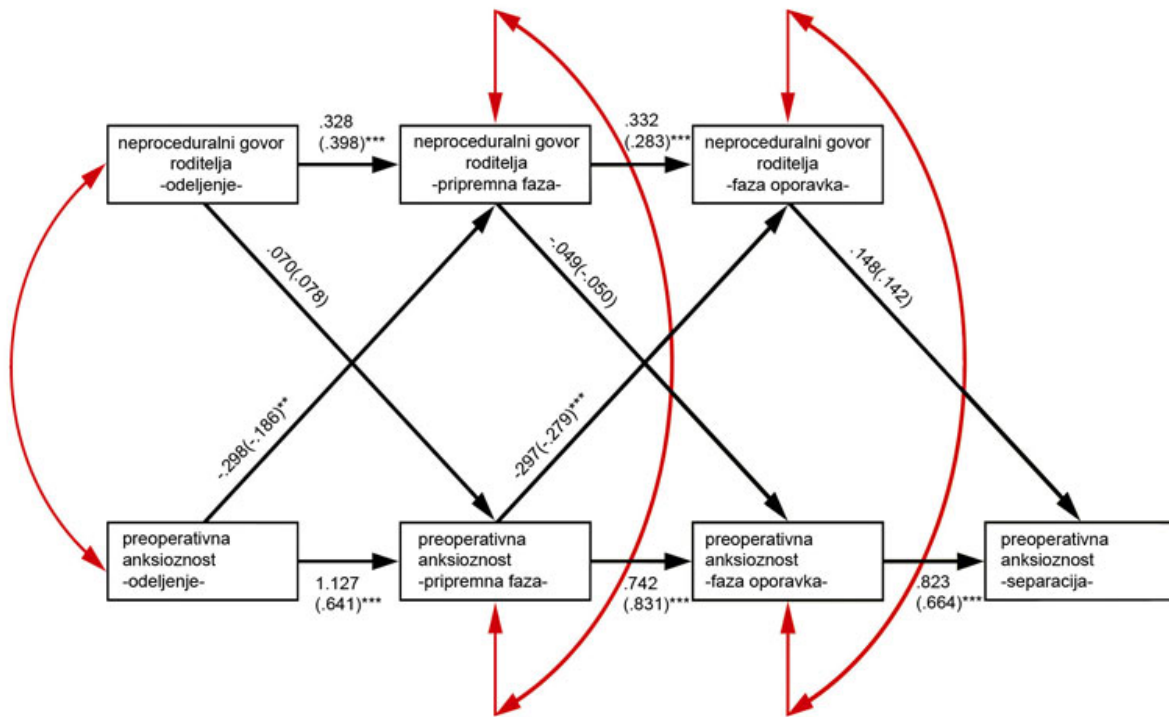 .328
(.398)***
.332
(.283)***
neproceduralni govor
roditelja
-odeljenje-
neproceduralni govor
roditelja
-pripremna faza-
neproceduralni govor
roditelja
-faza oporavka-
.070(.078)
-.049(-.050)
.148(.142)
-.298(-.186)**
-297(-.279)***
preoperativna
anksioznost
-odeljenje-
preoperativna
anksioznost
-pripremna faza-
preoperativna
anksioznost
-faza oporavka-
preoperativna
anksioznost
-separacija-
1.127
(.641)***
.742
(.831)***
.823
(.664)***